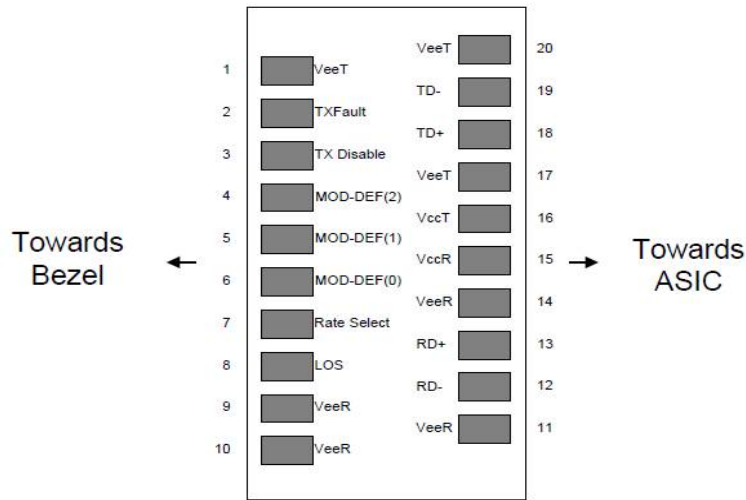 VeeT 20
1 VeeT
TD- 19
2 TXFault
TD+ 18
3 TX Disable
VeeT 17
4 MOD-DEF(2)
VccT 16
5 MOD-DEF(1)
Towards
Bezel
VccR 15
Towards
ASIC
6 MOD-DEF(0)
VeeR 14
7 Rate Select
RD+ 13
8 LOS
RD- 12
9 VeeR
VeeR 11
10 VeeR